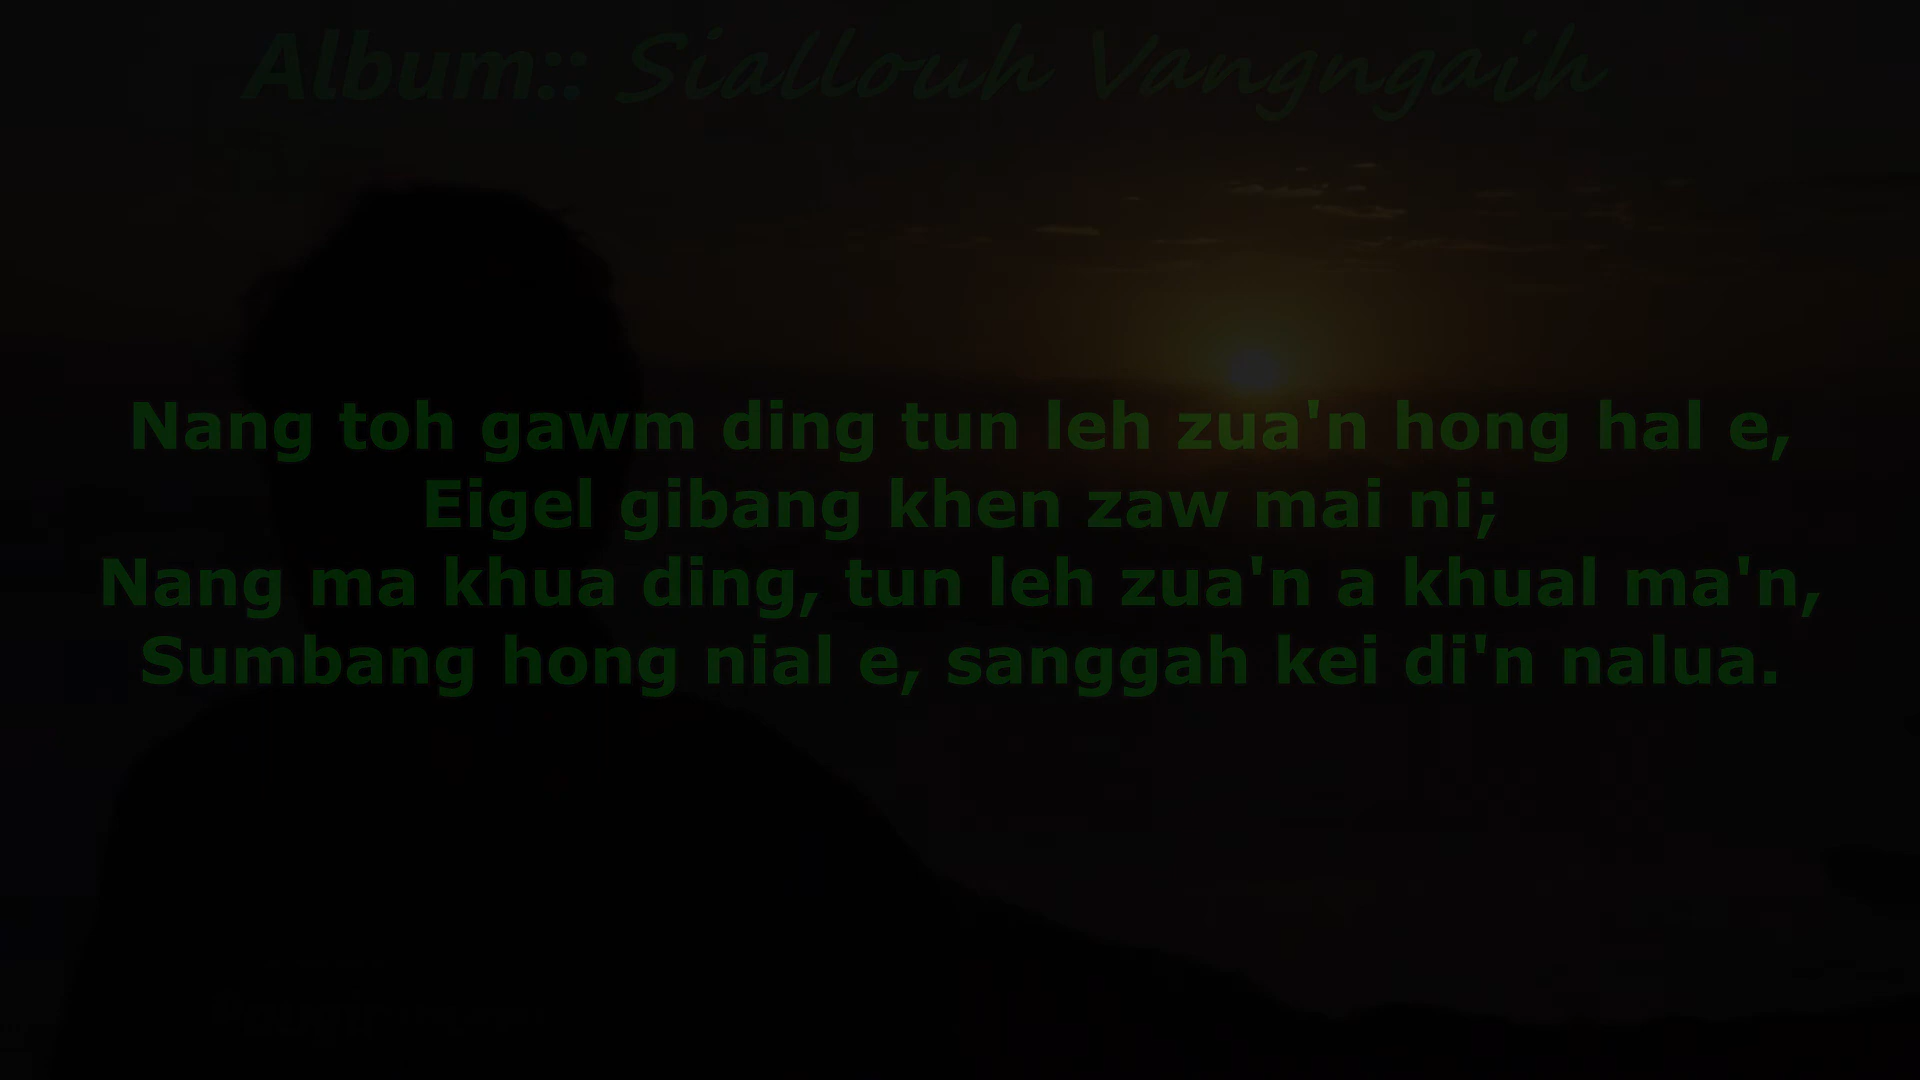 Album:: Siallouh Vangngaih
Nang toh gawm ding tun leh zua'n hong hal e,
Eigel gibang khen zaw mai ni;
Nang ma khua ding, tun leh zua'n a khual ma'n,
Sumbang hong nial e, sanggah kei di'n nalua.